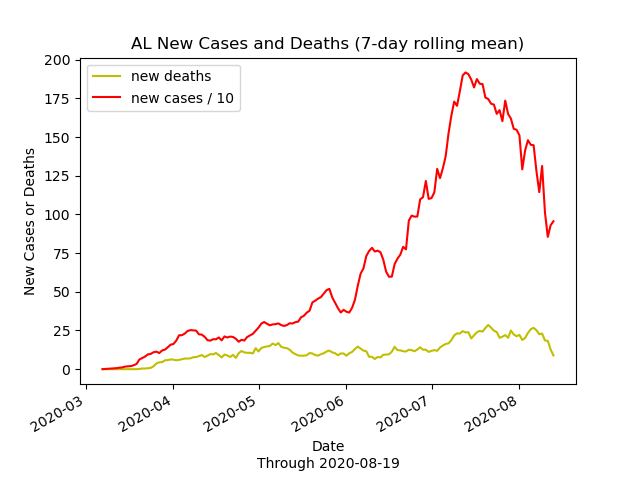 AL New Cases and Deaths (7-day rolling mean)
new deaths
new cases / 10
New Cases or Deaths
200
175
150
125
100
75
50
25
0
2020-03
2020-04
2020-05
2020-06
2020-07
2020-08
Date
Through 2020-08-19